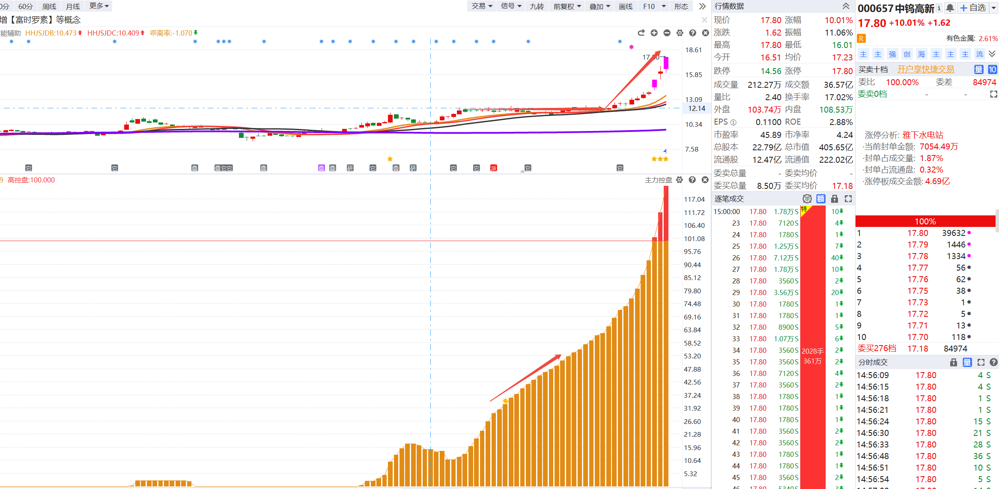 60分 周线 月线 更多
交易 信号 九转 前复权 叠加 画线 F10 形态
增【富时罗素】等概念
能辅助 HHJSJDB:10.473 HHJSJDC:10.409 乖离率:-1.070
17.80
18.61
15.85
13.09
12.14
10.34
7.58
它 它 叠 叠 它 它 叠 叠 叠 研 它 叠 研 它 它 派 它 它
9 高控盘:100.000
主力控盘
117.04
111.72
106.40
101.08
95.76
90.44
85.12
79.80
74.48
69.16
63.84
58.52
53.20
47.88
42.56
37.24
31.92
26.60
21.28
15.96
10.64
5.32
行情数据
现价 17.80 涨幅 10.01%
涨跌 1.62 振幅 11.06%
最高 17.80 最低 16.01
今开 16.51 均价 17.23
跌停 14.56 涨停 17.80
成交量 212.27万 成交额 36.57亿
量比 2.40 换手率 17.02%
外盘 103.74万 内盘 108.53万
EPS ① 0.1100 ROE 2.88%
市盈率 45.89 市净率 4.24
总股本 22.79亿 总市值 405.65亿
流通股 12.47亿 流通值 222.02亿
委卖总量 - 委卖均价 -
委买总量 8.50万 委买均价 17.18
逐笔成交 单 额
特
15:00:00 17.80 1.78万S 10
23 17.80 7120S 4
24 17.80 1780S 1
25 17.80 1.25万S 7
26 17.80 7.12万S 40
27 17.80 1.78万S 10
28 17.80 3560S 2
29 17.80 3.56万S 20
30 17.80 1780S 1
31 17.80 1780S 1
32 17.80 8900S 5
33 17.80 1.07万S 6
34 17.80 3560S 2
35 17.80 3560S 2
36 17.80 7120S 4
37 17.80 3560S 2
38 17.80 1780S 1
39 17.80 1780S 1
40 17.80 1780S 1
41 17.80 3560S 2
42 17.80 3560S 2
43 17.80 1780S 1
44 17.80 1780S 1
45 17.80 3560S 2
46 17.80 5340S 3
2028手
361万
000657 中钨高新 自选
17.80 +10.01% +1.62
R 有色金属: 2.61%
主 主 强 创 海 主 主 主 流
买卖十档 开户享快捷交易 量 10
委比 100.00% 委差 84974
委卖0档 - -
涨停分析: 雅下水电站
·当前封单金额: 7054.49万
·封单占成交量: 1.87%
·封单占流通盘: 0.32%
·涨停板成交金额: 4.69亿
100%
1 17.80 39632
2 17.79 1446
3 17.78 1334
4 17.77 56
5 17.76 62
6 17.75 38
7 17.73 1
8 17.72 5
9 17.71 13
10 17.70 118
委买276档 17.18 84974
分时成交 量
14:56:09 17.80 4 S
14:56:15 17.80 4 S
14:56:18 17.80 1 S
14:56:21 17.80 1 S
14:56:24 17.80 15 S
14:56:30 17.80 21 S
14:56:33 17.80 28 S
14:56:48 17.80 36 S
14:56:51 17.80 10 S
14:56:54 17.80 5 S